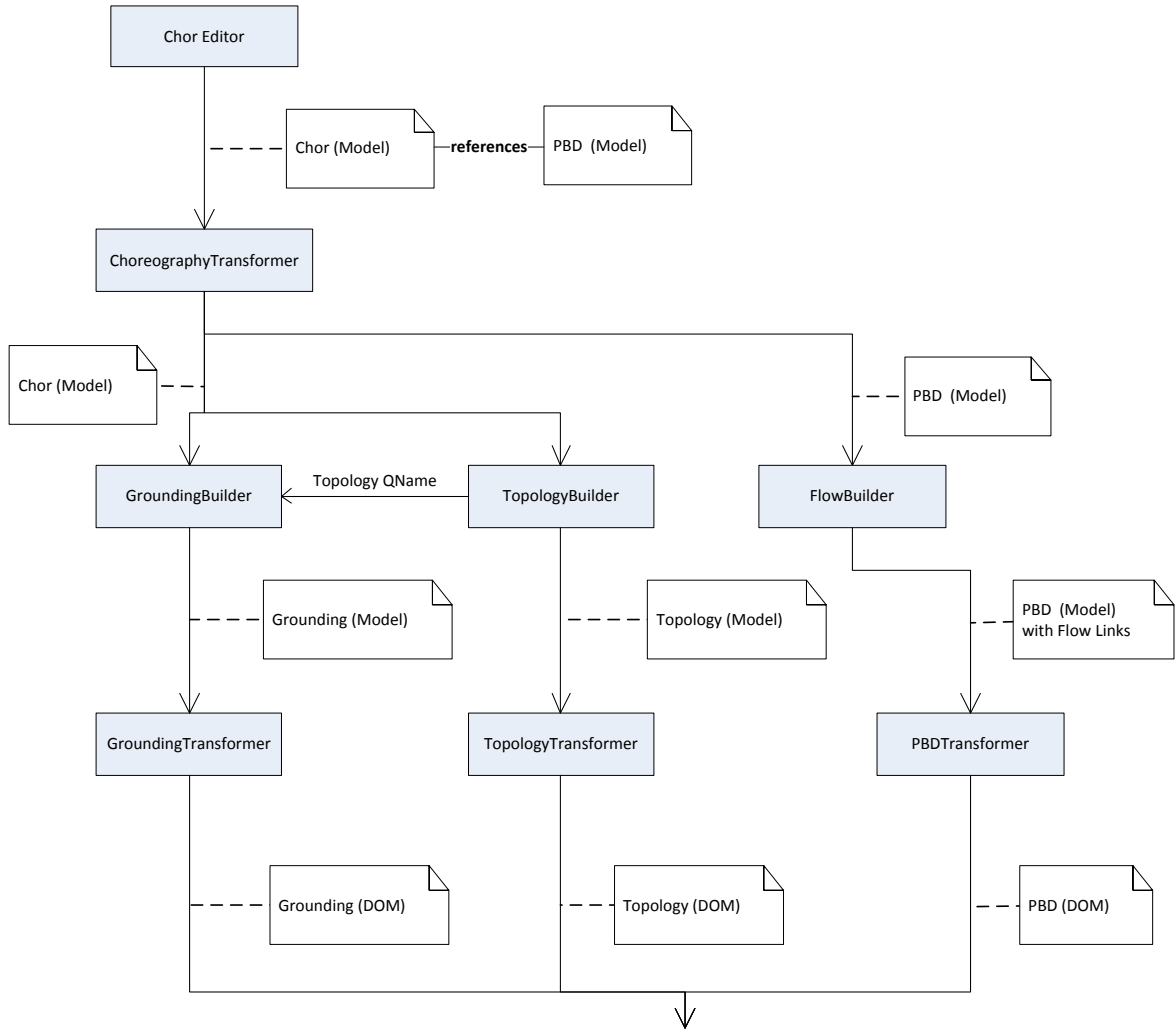 Chor Editor
Chor (Model)
references
PBD (Model)
ChoreographyTransformer
Chor (Model)
PBD (Model)
GroundingBuilder
Topology QName
TopologyBuilder
FlowBuilder
Grounding (Model)
Topology (Model)
PBD (Model)
with Flow Links
GroundingTransformer
TopologyTransformer
PBDTransformer
Grounding (DOM)
Topology (DOM)
PBD (DOM)